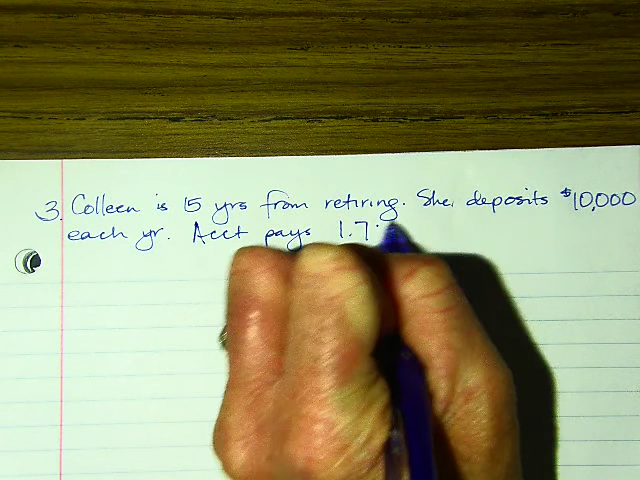 3. Colleen is 15 yrs from retiring. She deposits $10,000
each yr. Acct pays 1.7